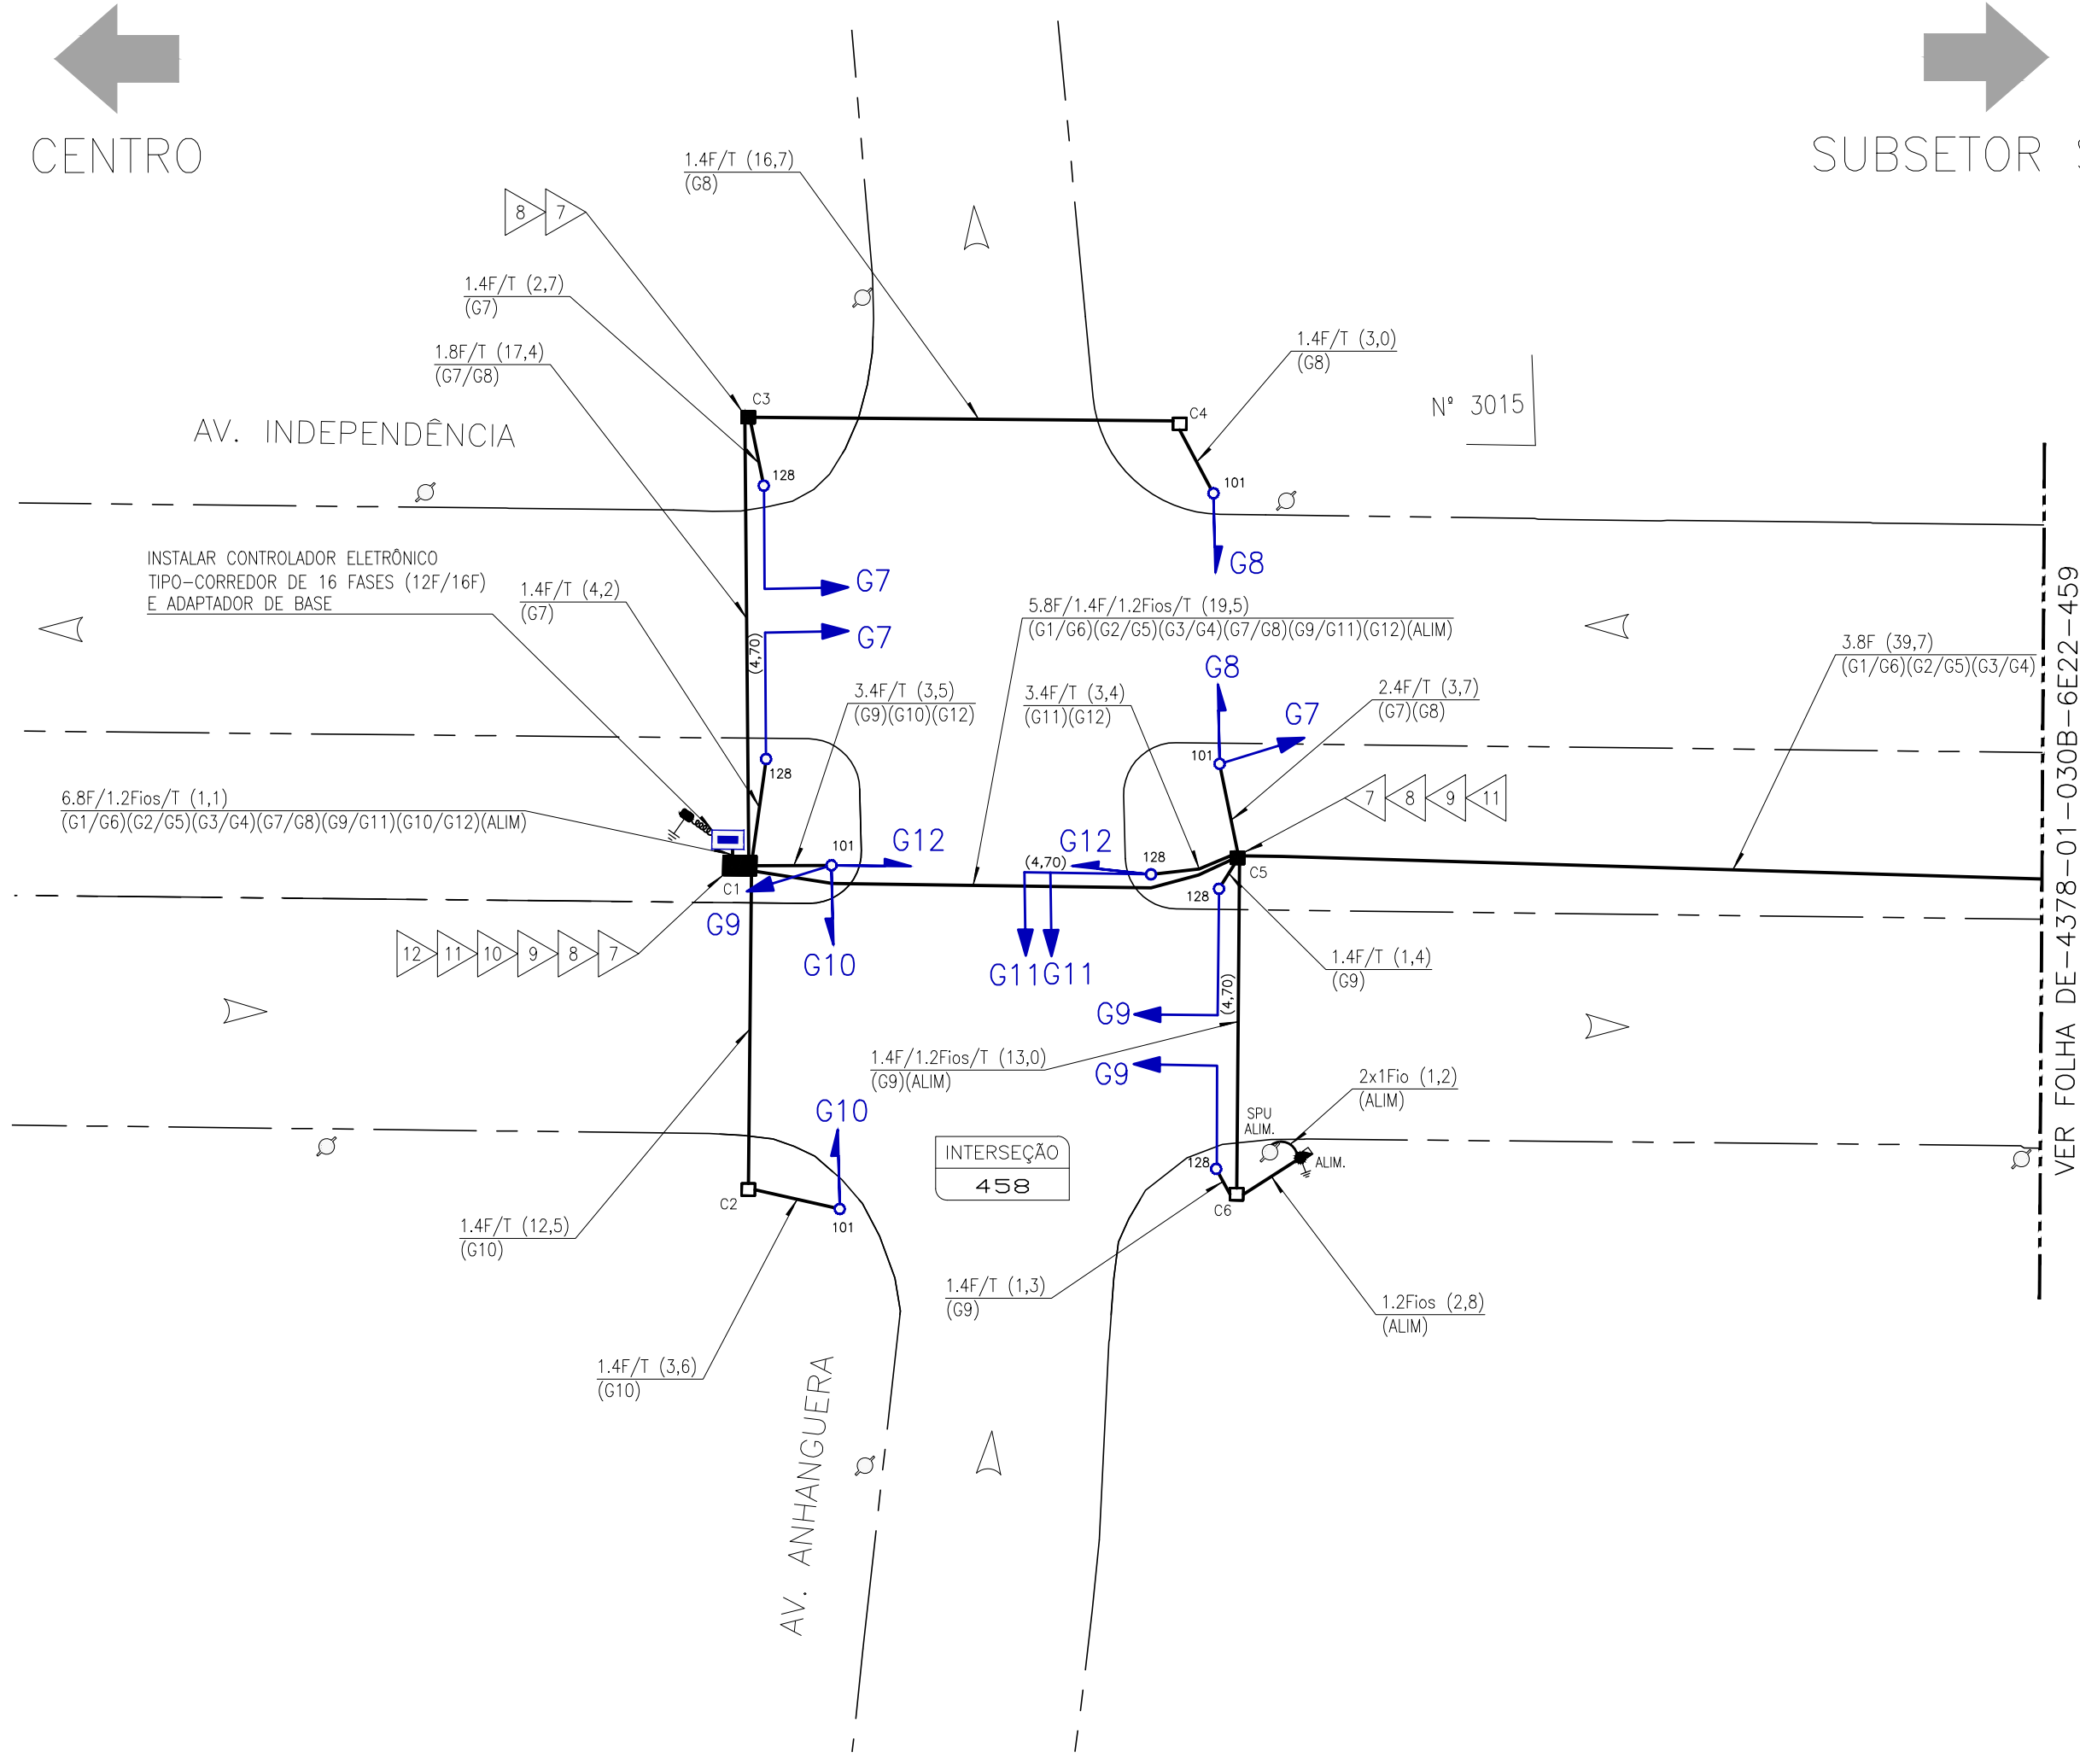 CENTRO
SUBSETOR
1.4F/T (16,7)
(G8)
8 7
1.4F/T (2,7)
(G7)
1.8F/T (17,4)
(G7/G8)
1.4F/T (3,0)
(G8)
C3
C4
Nº 3015
AV. INDEPENDÊNCIA
128
101
G8
G7
INSTALAR CONTROLADOR ELETRÔNICO
TIPO-CORREDOR DE 16 FASES (12F/16F)
E ADAPTADOR DE BASE
1.4F/T (4,2)
(G7)
G7
(4,70)
5.8F/1.4F/1.2Fios/T (19,5)
(G1/G6)(G2/G5)(G3/G4)(G7/G8)(G9/G11)(G12)(ALIM)
3.8F (39,7)
(G1/G6)(G2/G5)(G3/G4)
VER FOLHA DE-4378-01-030B-6E22-459
3.4F/T (3,5)
(G9)(G10)(G12)
3.4F/T (3,4)
(G11)(G12)
G8
2.4F/T (3,7)
(G7)(G8)
G7
101
128
6.8F/1.2Fios/T (1,1)
(G1/G6)(G2/G5)(G3/G4)(G7/G8)(G9/G11)(G10/G12)(ALIM)
7 8 9 11
101
G12
G12
(4,70)
128
C5
C1
128
G9
12 11 10 9 8 7
G10
G11
G11
1.4F/T (1,4)
(G9)
(4,70)
G9
1.4F/1.2Fios/T (13,0)
(G9)(ALIM)
G9
2x1Fio (1,2)
(ALIM)
G10
SPU
ALIM.
INTERSEÇÃO
458
128
ALIM.
C2
101
C6
1.4F/T (12,5)
(G10)
1.4F/T (1,3)
(G9)
1.2Fios (2,8)
(ALIM)
1.4F/T (3,6)
(G10)
AV. ANHANGUERA